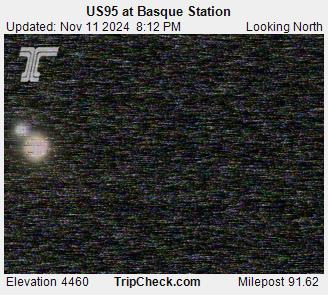 US95 at Basque Station
Updated: Nov 11 2024 8:12 PM Looking North
Elevation 4460 TripCheck.com Milepost 91.62